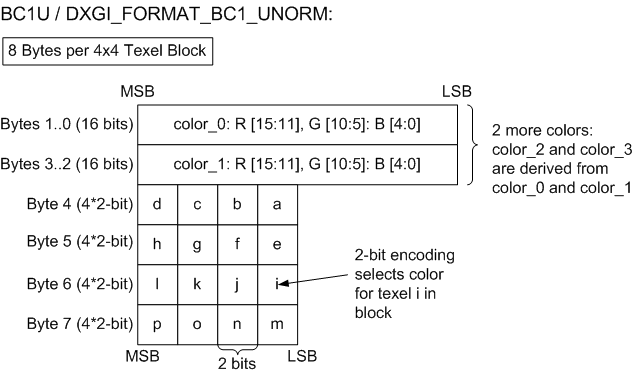 BC1U / DXGI_FORMAT_BC1_UNORM:
8 Bytes per 4x4 Texel Block
MSB LSB
Bytes 1..0 (16 bits) color_0: R [15:11], G [10:5]: B [4:0]
Bytes 3..2 (16 bits) color_1: R [15:11], G [10:5]: B [4:0]
2 more colors:
color_2 and color_3
are derived from
color_0 and color_1
Byte 4 (4*2-bit) d c b a
Byte 5 (4*2-bit) h g f e
Byte 6 (4*2-bit) l k j i
Byte 7 (4*2-bit) p o n m
2-bit encoding
selects color
for texel i in
block
MSB LSB
2 bits